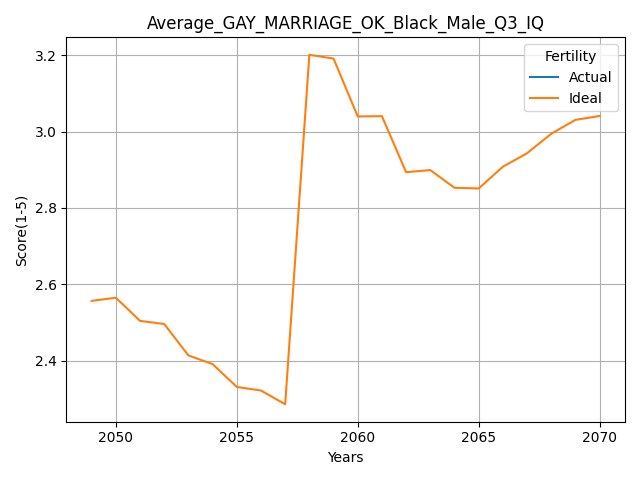 Average_GAY_MARRIAGE_OK_Black_Male_Q3_IQ
Fertility
Actual
Ideal
Score(1-5)
3.2
3.0
2.8
2.6
2.4
2050 2055 2060 2065 2070
Years